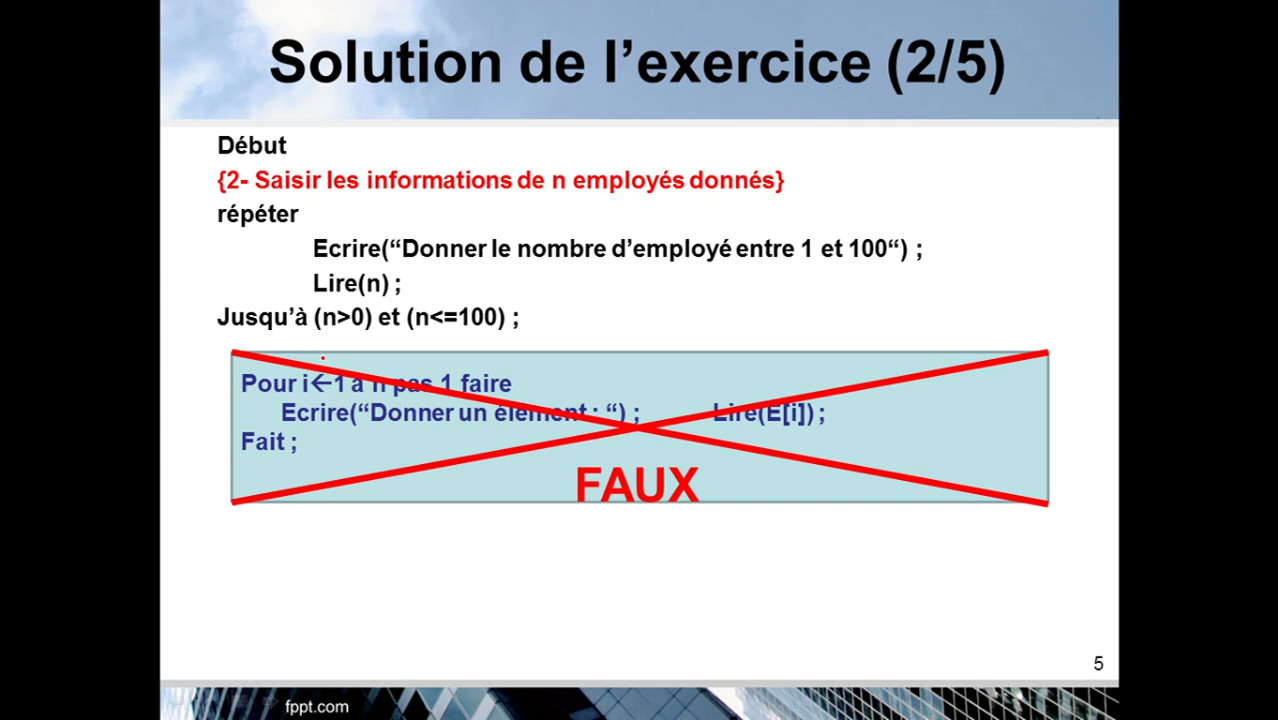 Solution de l’exercice (2/5)
Début
{2- Saisir les informations de n employés donnés}
répéter
Ecrire(“Donner le nombre d’employé entre 1 et 100“) ;
Lire(n) ;
Jusqu’à (n>0) et (n<=100) ;
Pour i←1 à n pas 1 faire
Ecrire(“Donner un élément : “) ; Lire(E[i]) ;
Fait ;
FAUX
5
fppt.com